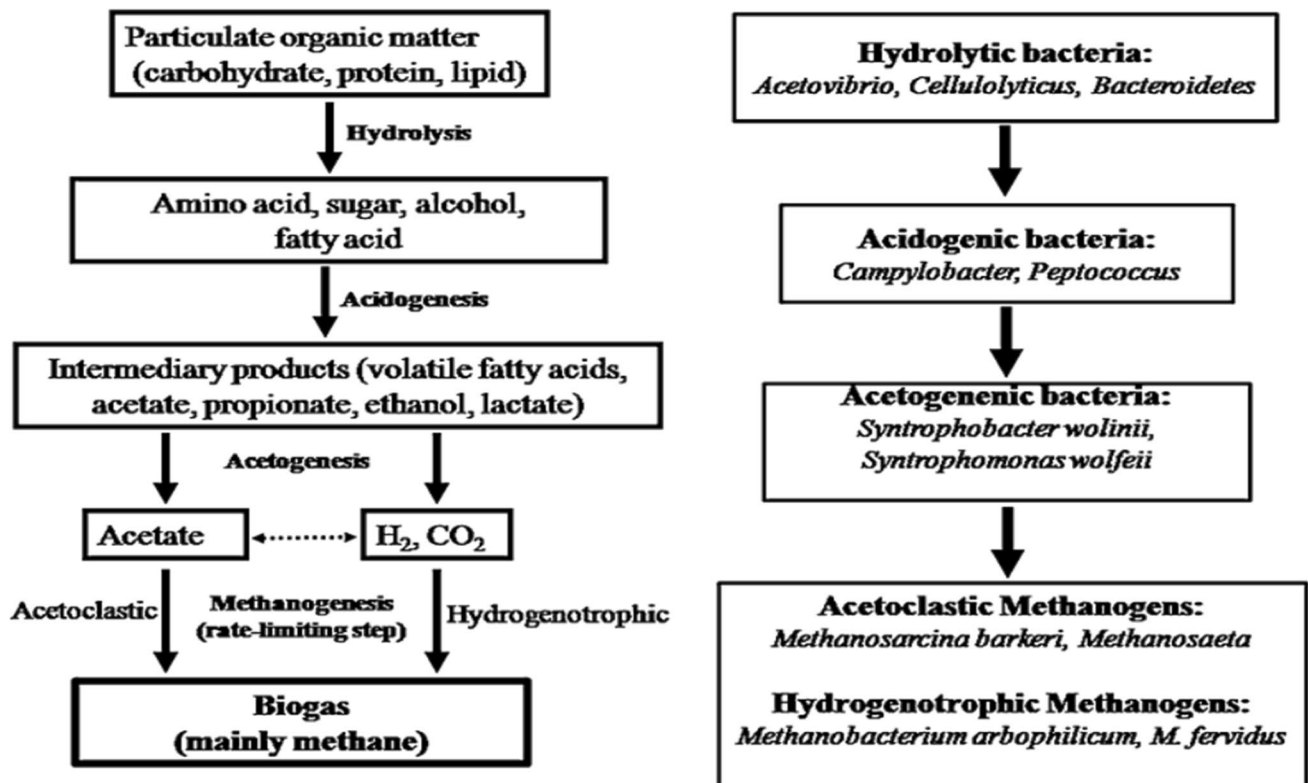 Particulate organic matter
(carbohydrate, protein, lipid)
Hydrolysis
Amino acid, sugar, alcohol,
fatty acid
Acidogenesis
Intermediary products (volatile fatty acids,
acetate, propionate, ethanol, lactate)
Acetogenesis
Acetate
H₂, CO₂
Acetoclastic
Methanogenesis
(rate-limiting step)
Hydrogenotrophic
Biogas
(mainly methane)
Hydrolytic bacteria:
Acetovibrio, Cellulolyticus, Bacteroidetes
Acidogenic bacteria:
Campylobacter, Peptococcus
Acetogenenic bacteria:
Syntrophobacter wolinii,
Syntrophomonas wolfeii
Acetoclastic Methanogens:
Methanosarcina barkeri, Methanosaeta
Hydrogenotrophic Methanogens:
Methanobacterium arbophilicum, M. fervidus